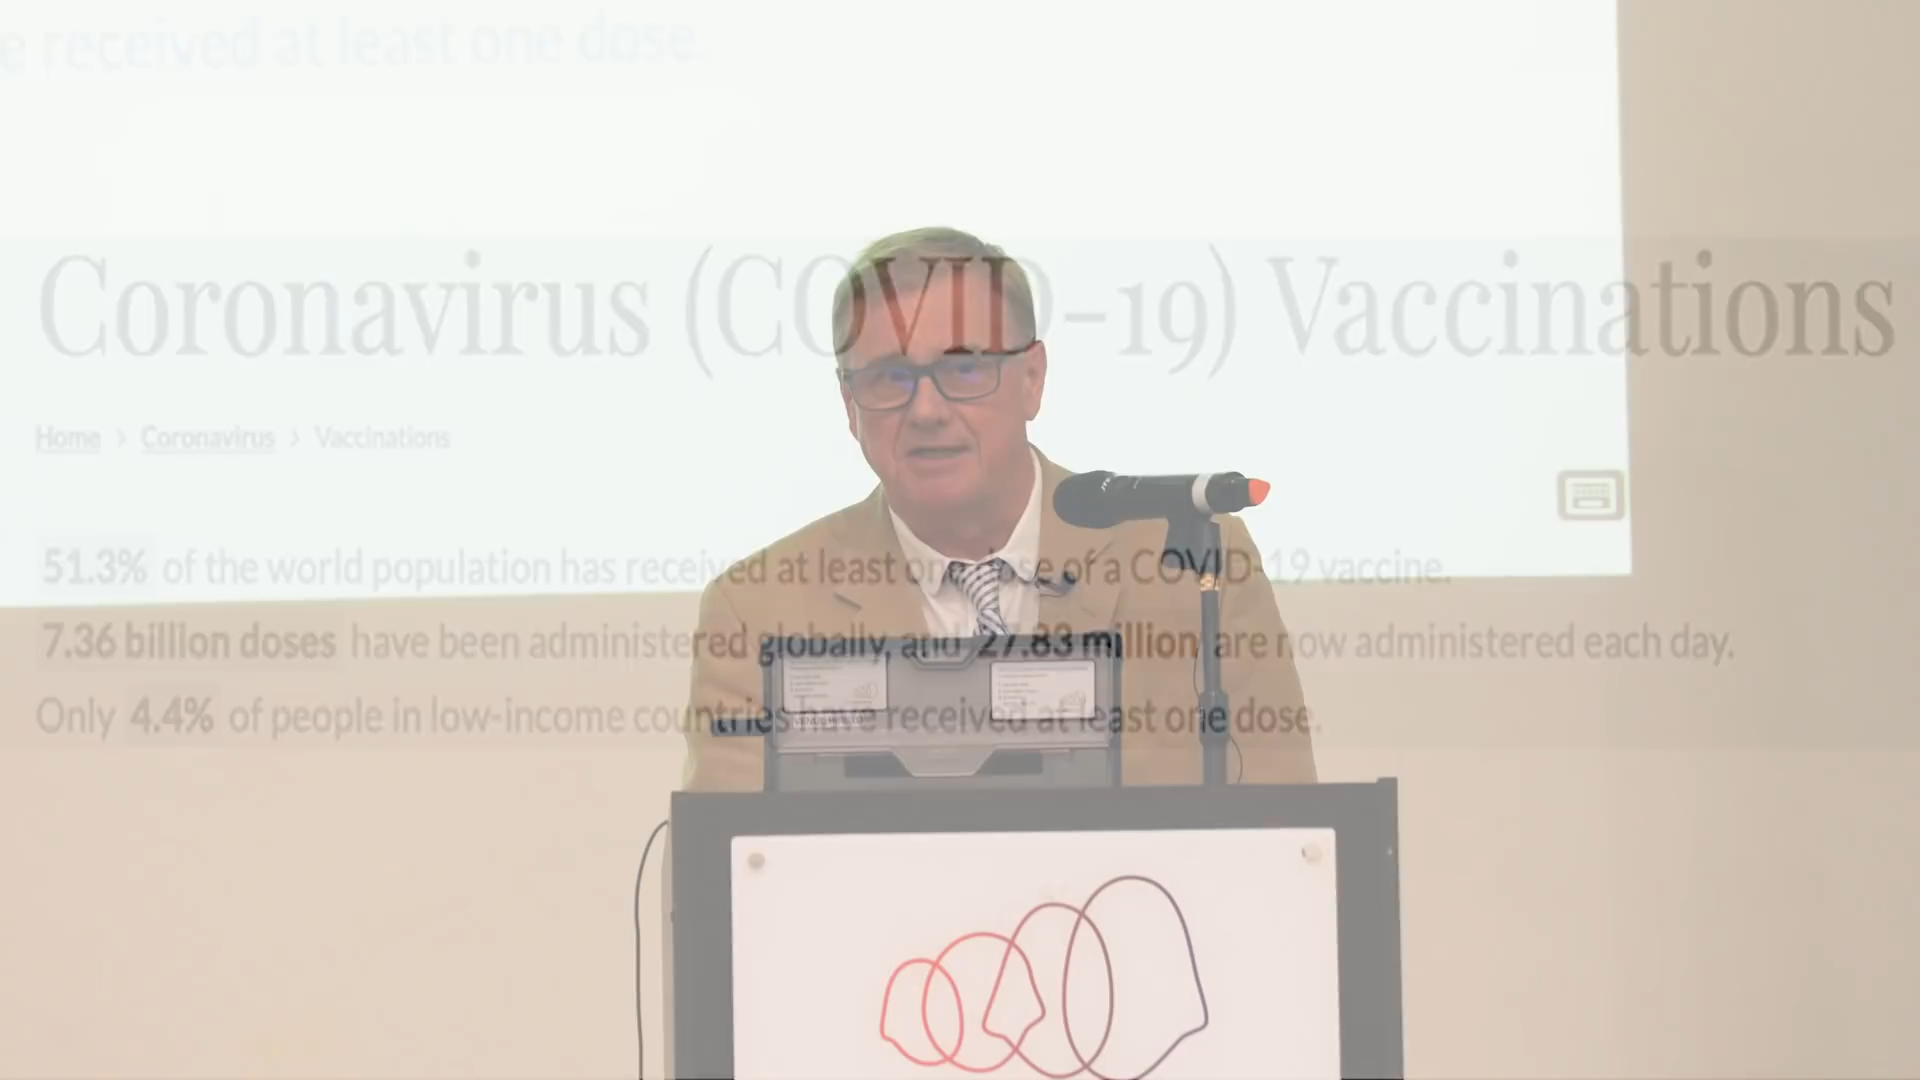 e received at least one dose.
Coronavirus (COVID-19) Vaccinations
Home > Coronavirus > Vaccinations
51.3% of the world population has received at least one dose of a COVID-19 vaccine.
7.36 billion doses have been administered globally, and 27.83 million are now administered each day.
Only 4.4% of people in low-income countries have received at least one dose.